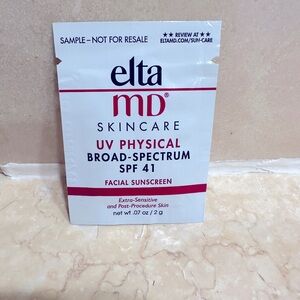 SAMPLE – NOT FOR RESALE
★★ REVIEW AT ★★
ELTAMD.COM/SUN-CARE
elta
MD®
SKINCARE
UV PHYSICAL
BROAD-SPECTRUM
SPF 41
FACIAL SUNSCREEN
Extra-Sensitive
and Post-Procedure Skin
net wt .07 oz / 2 g